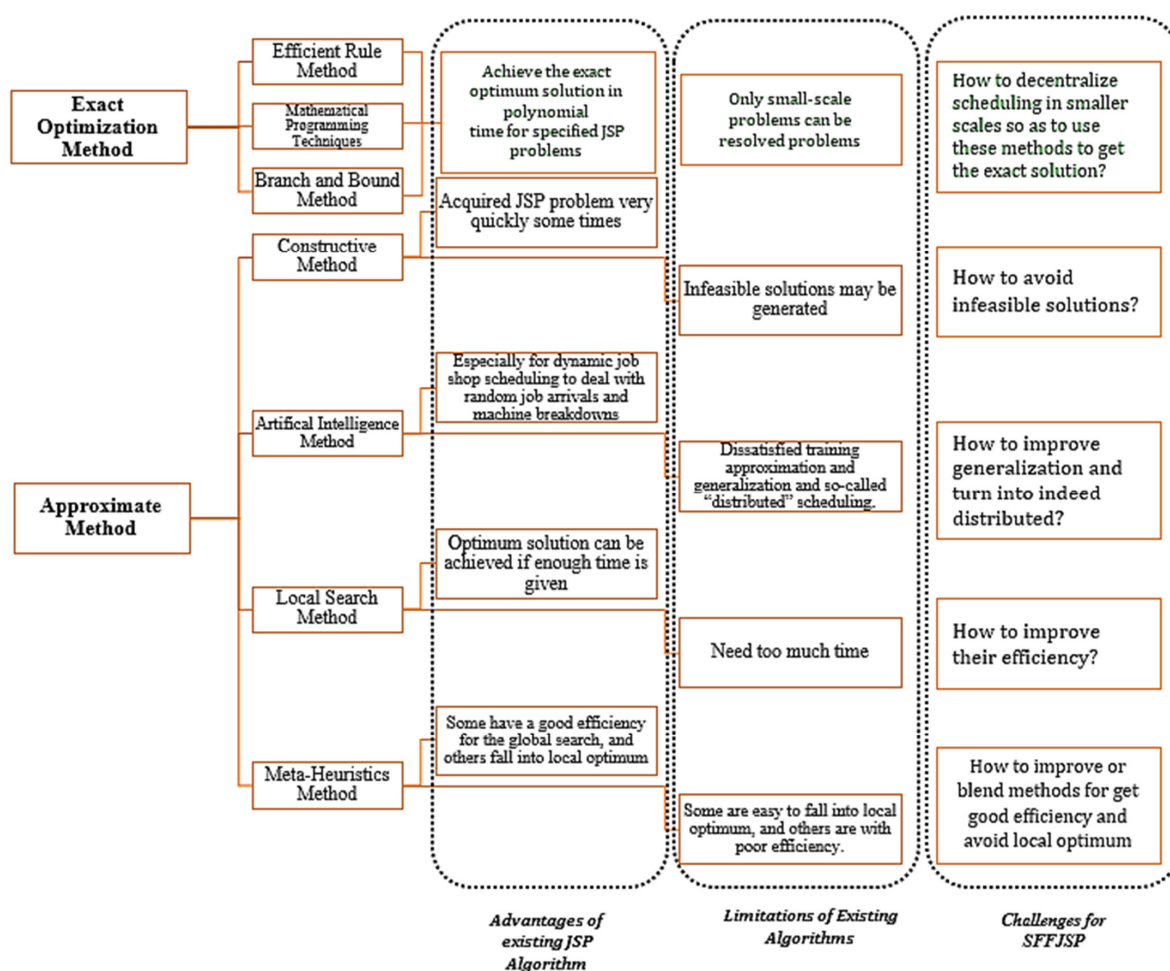 Exact
Optimization
Method
Efficient Rule
Method
Mathematical
Programming
Techniques
Branch and Bound
Method
Achieve the exact
optimum solution in
polynomial
time for specified JSP
problems
Only small-scale
problems can be
resolved problems
How to decentralize
scheduling in smaller
scales so as to use
these methods to get
the exact solution?
Approximate
Method
Constructive
Method
Acquired JSP problem very
quickly some times
Infeasible solutions may be
generated
How to avoid
infeasible solutions?
Artifical Intelligence
Method
Especially for dynamic job
shop scheduling to deal with
random job arrivals and
machine breakdowns
Dissatisfied training
approximation and
generalization and so-called
“distributed” scheduling.
How to improve
generalization and
turn into indeed
distributed?
Local Search
Method
Optimum solution can be
achieved if enough time is
given
Need too much time
How to improve
their efficiency?
Meta-Heuristics
Method
Some have a good efficiency
for the global search, and
others fall into local optimum
Some are easy to fall into local
optimum, and others are with
poor efficiency.
How to improve or
blend methods for get
good efficiency and
avoid local optimum
Advantages of
existing JSP
Algorithm
Limitations of Existing
Algorithms
Challenges for
SFFJSP